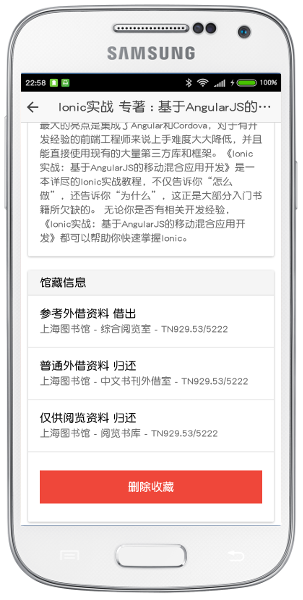 SAMSUNG
22:58
100%
Ionic实战 专著 : 基于AngularJS的···
最大的亮点是集成了Angular和Cordova，对于有开
发经验的前端工程师来说上手难度大大降低，并且
能直接使用现有的大量第三方库和框架。《Ionic
实战：基于AngularJS的移动混合应用开发》是一
本详尽的Ionic实战教程，不仅告诉你“怎么
做”，还告诉你“为什么”，这正是大部分入门书
籍所欠缺的。 无论你是否有相关开发经验，
《Ionic实战：基于AngularJS的移动混合应用开
发》都可以帮助你快速掌握Ionic。
馆藏信息
参考外借资料 借出
上海图书馆 - 综合阅览室 - TN929.53/5222
普通外借资料 归还
上海图书馆 - 中文书刊外借室 - TN929.53/5222
仅供阅览资料 归还
上海图书馆 - 阅览书库 - TN929.53/5222
删除收藏